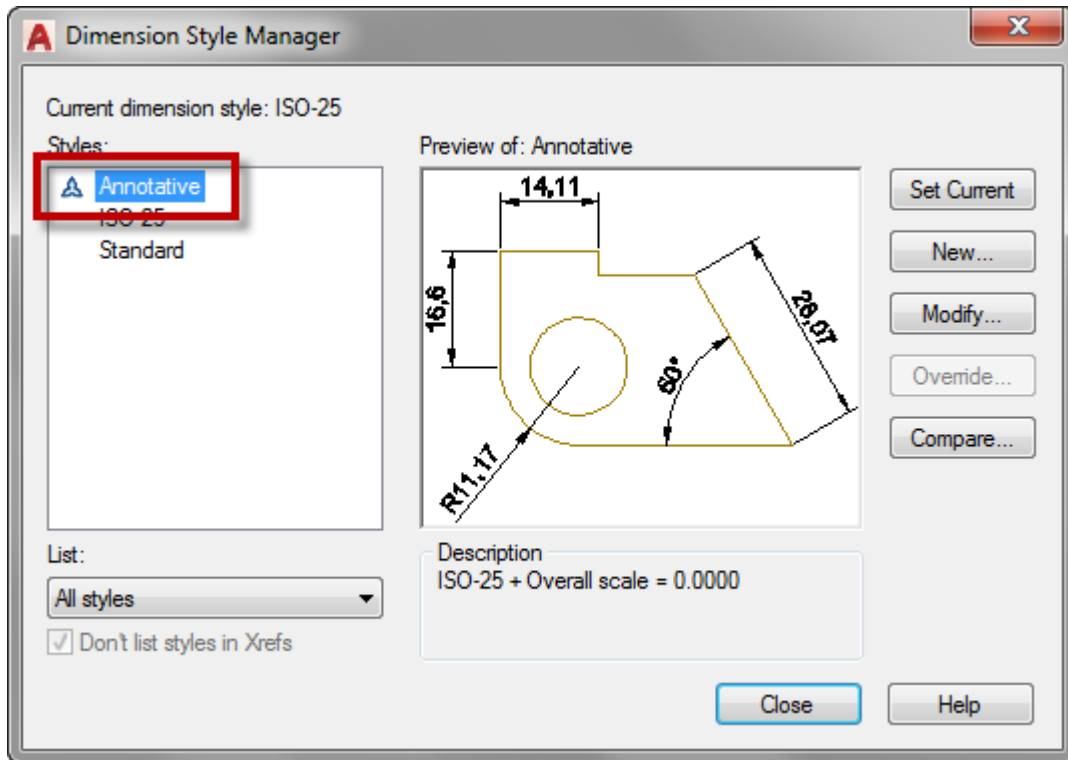 Dimension Style Manager
Current dimension style: ISO-25
Styles:
Annotative
ISO-25
Standard
List:
All styles
Don't list styles in Xrefs
Preview of: Annotative
14,11
16,6
28,07
60°
R11,17
Description
ISO-25 + Overall scale = 0.0000
Set Current
New...
Modify...
Override...
Compare...
Close
Help